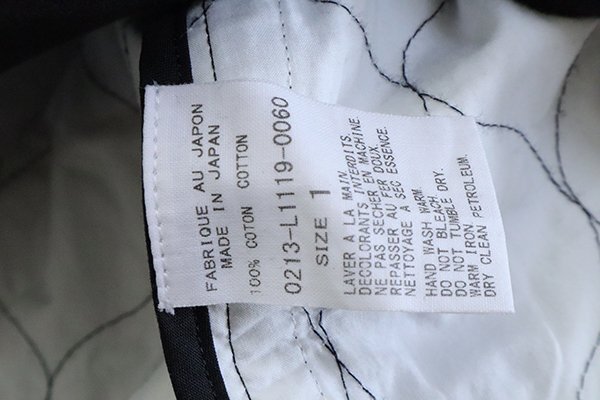 FABRIQUE AU JAPON
MADE IN JAPAN
100% COTON COTTON
0213-L1119-0060
SIZE 1
LAVER A LA MAIN.
DECOLORANTS INTERDITS.
NE PAS SECHER EN MACHINE.
REPASSER AU FER DOUX.
NETTOYAGE A SEC ESSENCE.
HAND WASH WARM.
DO NOT BLEACH.
DO NOT TUMBLE DRY.
WARM IRON.
DRY CLEAN PETROLEUM.